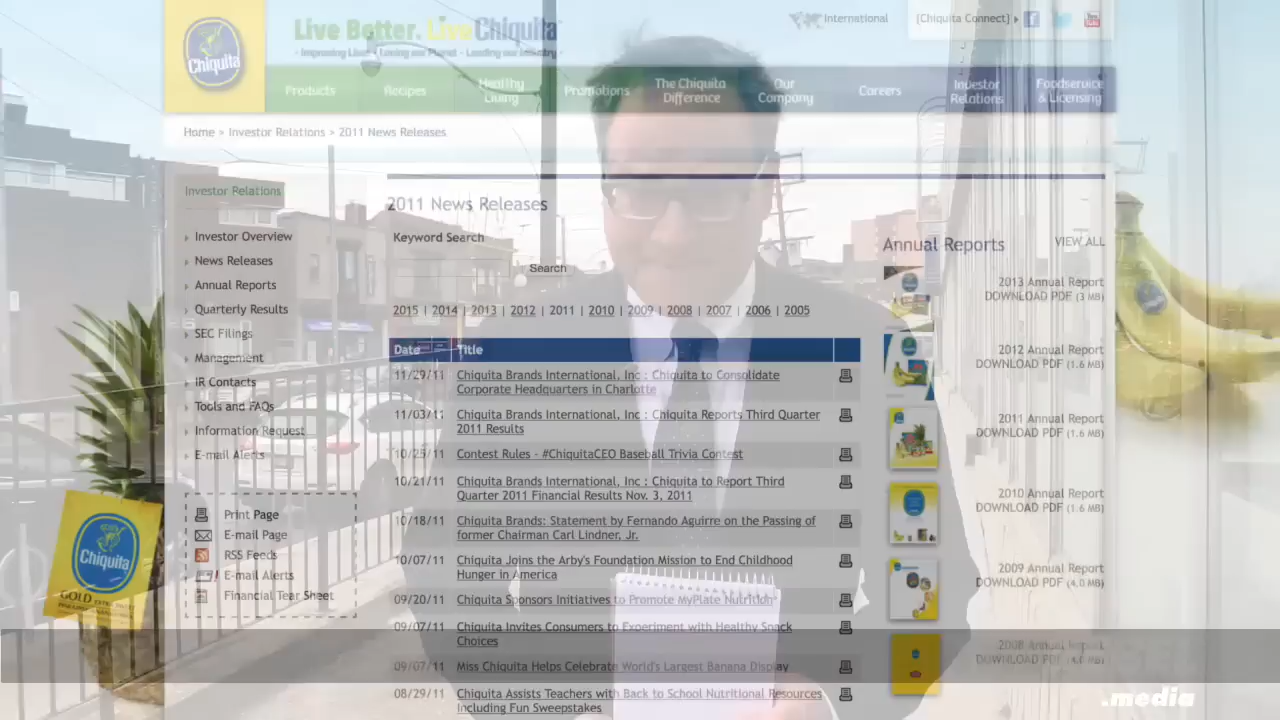 Live Better. Live Chiquita
- Improving Lives - Loving our Planet - Leading our Industry -
International
[Chiquita Connect]
Chiquita
Products
Recipes
Healthy Living
Promotions
The Chiquita Difference
Our Company
Careers
Investor Relations
Foodservice & Licensing
Home > Investor Relations > 2011 News Releases
Investor Relations
Investor Overview
News Releases
Annual Reports
Quarterly Results
SEC Filings
Management
IR Contacts
Tools and FAQs
Information Request
E-mail Alerts
Print Page
E-mail Page
RSS Feeds
E-mail Alerts
Financial Tear Sheet
2011 News Releases
Keyword Search
Search
2015 | 2014 | 2013 | 2012 | 2011 | 2010 | 2009 | 2008 | 2007 | 2006 | 2005
Date Title
11/29/11 Chiquita Brands International, Inc : Chiquita to Consolidate
Corporate Headquarters in Charlotte
11/03/11 Chiquita Brands International, Inc : Chiquita Reports Third Quarter
2011 Results
10/25/11 Contest Rules - #ChiquitaCEO Baseball Trivia Contest
10/21/11 Chiquita Brands International, Inc : Chiquita to Report Third
Quarter 2011 Financial Results Nov. 3, 2011
10/18/11 Chiquita Brands: Statement by Fernando Aguirre on the Passing of
former Chairman Carl Lindner, Jr.
10/07/11 Chiquita Joins the Arby's Foundation Mission to End Childhood
Hunger in America
09/20/11 Chiquita Sponsors Initiatives to Promote MyPlate Nutrition
09/07/11 Chiquita Invites Consumers to Experiment with Healthy Snack
Choices
09/07/11 Miss Chiquita Helps Celebrate World's Largest Banana Display
08/29/11 Chiquita Assists Teachers with Back to School Nutritional Resources
Including Fun Sweepstakes
Annual Reports
VIEW ALL
2013 Annual Report
DOWNLOAD PDF (3 MB)
2012 Annual Report
DOWNLOAD PDF (1.6 MB)
2011 Annual Report
DOWNLOAD PDF (1.6 MB)
2010 Annual Report
DOWNLOAD PDF (1.6 MB)
2009 Annual Report
DOWNLOAD PDF (4.0 MB)
2008 Annual Report
DOWNLOAD PDF
Chiquita
GOLD
.media